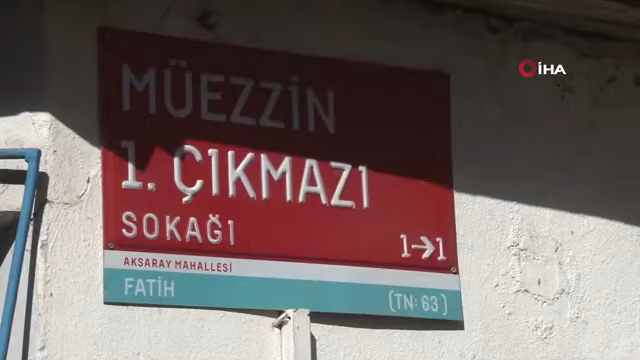 İHA
MÜEZZİN
1. ÇIKMAZI
SOKAĞI
1→1
AKSARAY MAHALLESİ
FATİH
(TN: 63)